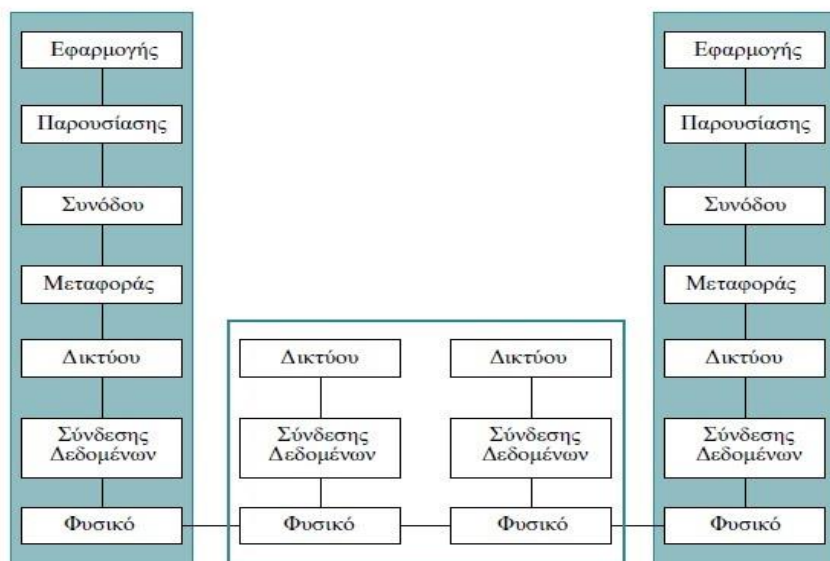 Εφαρμογής
Παρουσίασης
Συνόδου
Μεταφοράς
Δικτύου
Σύνδεσης
Δεδομένων
Φυσικό
Δικτύου
Σύνδεσης
Δεδομένων
Φυσικό
Δικτύου
Σύνδεσης
Δεδομένων
Φυσικό
Εφαρμογής
Παρουσίασης
Συνόδου
Μεταφοράς
Δικτύου
Σύνδεσης
Δεδομένων
Φυσικό